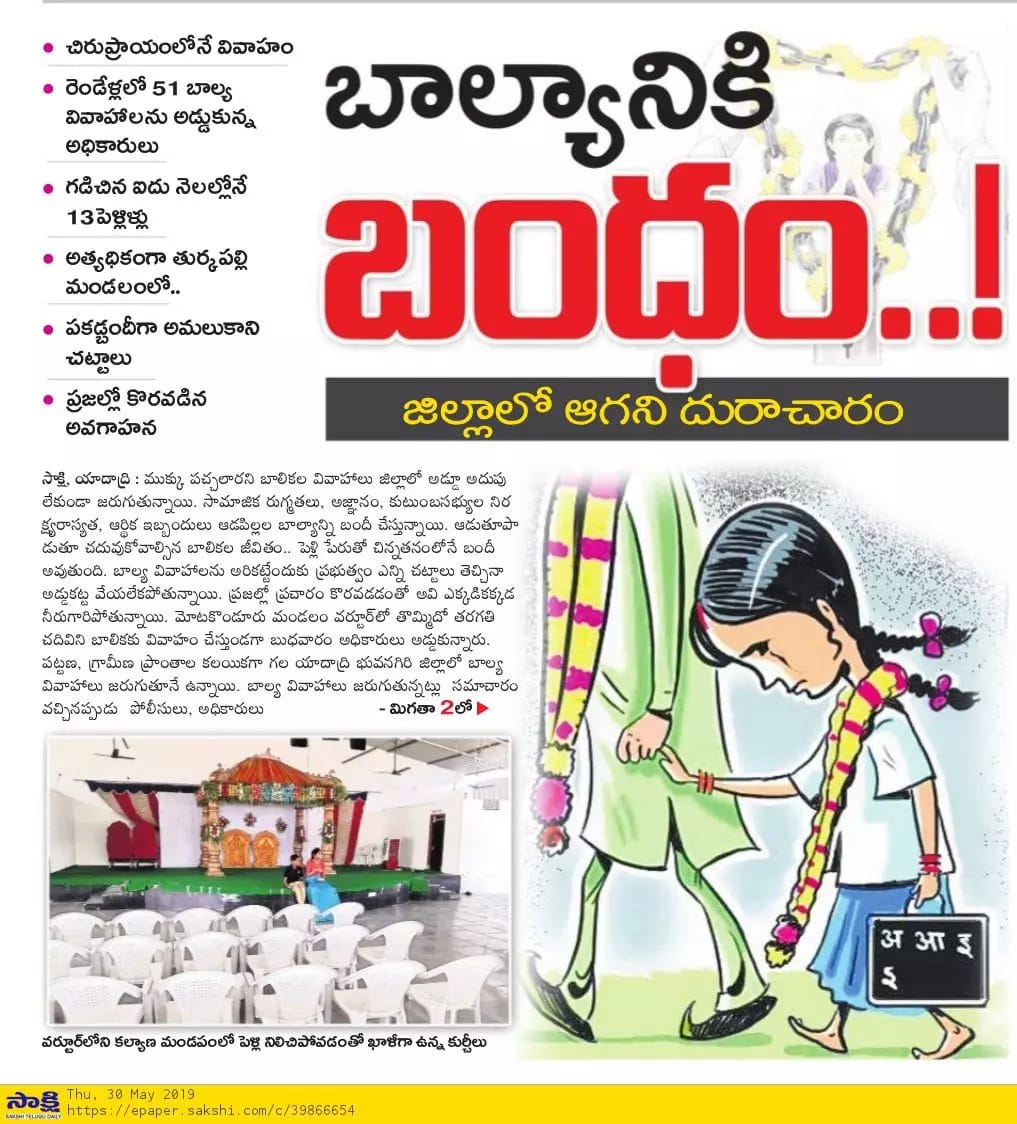 చిరుప్రాయంలోనే వివాహం
రెండేళ్లలో 51 బాల్య
వివాహాలను అడ్డుకున్న
అధికారులు
గడిచిన ఐదు నెలల్లోనే
13పెళ్లిళ్లు
అత్యధికంగా తుర్కపల్లి
మండలంలో..
పకడ్బందీగా అమలుకాని
చట్టాలు
ప్రజల్లో కొరవడిన
అవగాహన
బాల్యానికి
బంధం..!
జిల్లాలో ఆగని దురాచారం
సాక్షి, యాదాద్రి : ముక్కు పచ్చలారని బాలికల వివాహాలు జిల్లాలో అడ్డూ అదుపు
లేకుండా జరుగుతున్నాయి. సామాజిక రుగ్మతలు, అజ్ఞానం, కుటుంబసభ్యుల నిర
క్ష్యరాస్యత, ఆర్థిక ఇబ్బందులు ఆడపిల్లల బాల్యాన్ని బందీ చేస్తున్నాయి. ఆడుతూపా
డుతూ చదువుకోవాల్సిన బాలికల జీవితం.. పెళ్లి పేరుతో చిన్నతనంలోనే బందీ
అవుతుంది. బాల్య వివాహాలను అరికట్టేందుకు ప్రభుత్వం ఎన్ని చట్టాలు తెచ్చినా
అడ్డుకట్ట వేయలేకపోతున్నాయి. ప్రజల్లో ప్రచారం కొరవడడంతో అవి ఎక్కడికక్కడ
నీరుగారిపోతున్నాయి. మోటకొండూరు మండలం వర్టూర్‌లో తొమ్మిదో తరగతి
చదివిని బాలికకు వివాహం చేస్తుండగా బుధవారం అధికారులు అడ్డుకున్నారు.
పట్టణ, గ్రామీణ ప్రాంతాల కలయికగా గల యాదాద్రి భువనగిరి జిల్లాలో బాల్య
వివాహాలు జరుగుతూనే ఉన్నాయి. బాల్య వివాహాలు జరుగుతున్నట్లు సమాచారం
వచ్చినప్పుడు పోలీసులు, అధికారులు - మిగతా 2లో
अ आ इ
इ
వర్టూర్‌లోని కల్యాణ మండపంలో పెళ్లి నిలిచిపోవడంతో ఖాళీగా ఉన్న కుర్చీలు
సాక్షి
SAKSHI TELUGU DAILY
Thu, 30 May 2019
https://epaper.sakshi.com/c/39866654